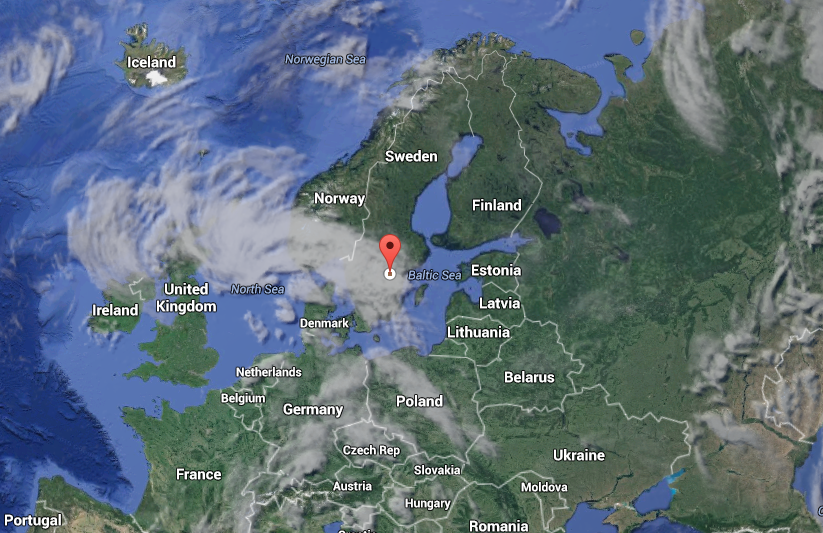 Iceland
Norwegian Sea
Sweden
Norway
Finland
Baltic Sea
Estonia
North Sea
United
Kingdom
Ireland
Latvia
Denmark
Lithuania
Netherlands
Belarus
Belgium
Germany
Poland
Czech Rep
Ukraine
Slovakia
France
Austria
Moldova
Hungary
Portugal
Romania